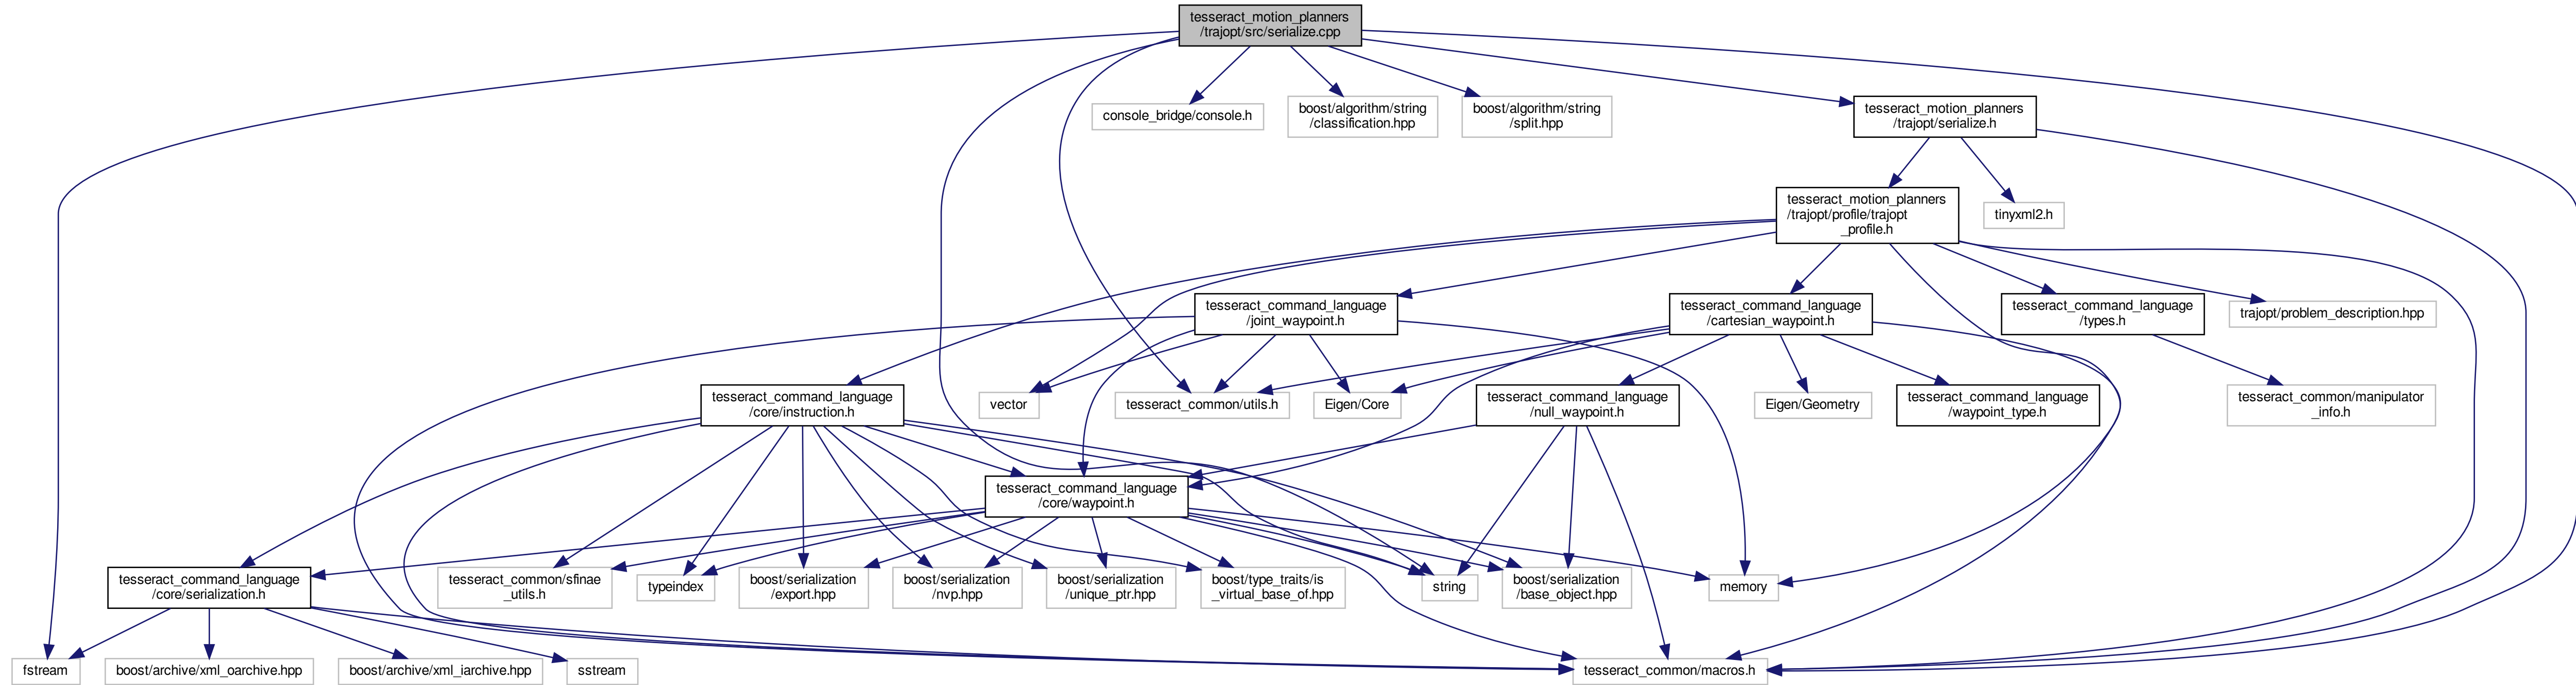 tesseract_motion_planners
/trajopt/src/serialize.cpp
console_bridge/console.h
boost/algorithm/string
/classification.hpp
boost/algorithm/string
/split.hpp
tesseract_motion_planners
/trajopt/serialize.h
tesseract_motion_planners
/trajopt/profile/trajopt
_profile.h
tinyxml2.h
tesseract_command_language
/joint_waypoint.h
tesseract_command_language
/cartesian_waypoint.h
tesseract_command_language
/types.h
trajopt/problem_description.hpp
tesseract_command_language
/core/instruction.h
vector
tesseract_common/utils.h
Eigen/Core
tesseract_command_language
/null_waypoint.h
Eigen/Geometry
tesseract_command_language
/waypoint_type.h
tesseract_common/manipulator
_info.h
tesseract_command_language
/core/waypoint.h
tesseract_command_language
/core/serialization.h
tesseract_common/sfinae
_utils.h
typeindex
boost/serialization
/export.hpp
boost/serialization
/nvp.hpp
boost/serialization
/unique_ptr.hpp
boost/type_traits/is
_virtual_base_of.hpp
string
boost/serialization
/base_object.hpp
memory
fstream
boost/archive/xml_oarchive.hpp
boost/archive/xml_iarchive.hpp
sstream
tesseract_common/macros.h